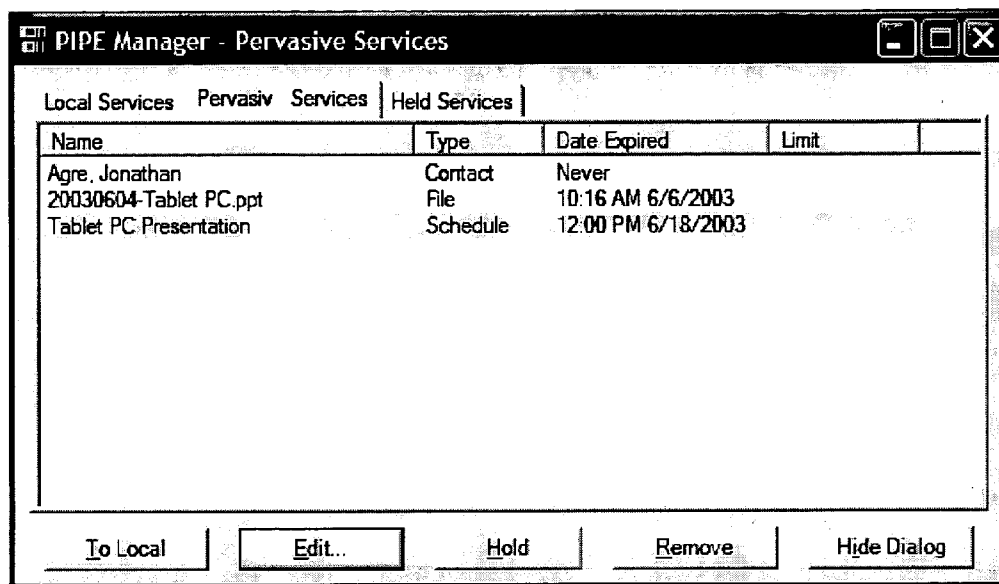 PIPE Manager - Pervasive Services
Local Services Pervasiv Services Held Services
Name Type Date Expired Limit
Agre, Jonathan Contact Never
20030604-Tablet PC.ppt File 10:16 AM 6/6/2003
Tablet PC Presentation Schedule 12:00 PM 6/18/2003
To Local Edit... Hold Remove Hide Dialog